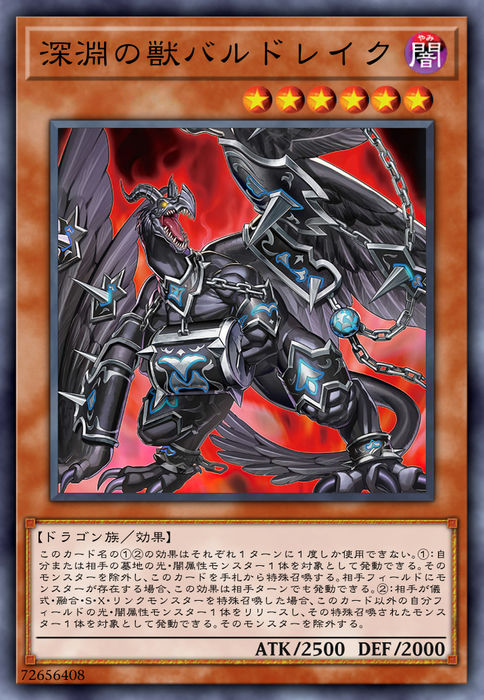 深淵の獣バルドレイク
やみ
闇
【ドラゴン族／効果】
このカード名の①②の効果はそれぞれ１ターンに１度しか使用できない。①：自
分または相手の墓地の光・闇属性モンスター１体を対象として発動できる。その
モンスターを除外し、このカードを手札から特殊召喚する。相手フィールドにモ
ンスターが存在する場合、この効果は相手ターンでも発動できる。②：相手が儀
式・融合・S・X・リンクモンスターを特殊召喚した場合、このカード以外の自分フ
ィールドの光・闇属性モンスター１体をリリースし、その特殊召喚されたモンス
ター１体を対象として発動できる。そのモンスターを除外する。
ATK/2500 DEF/2000
72656408